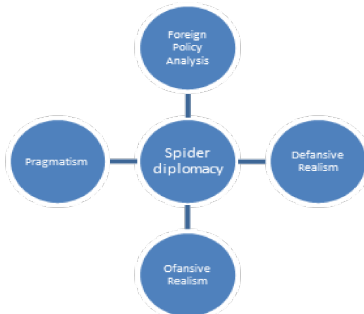 Foreign
Policy
Analysis
Pragmatism
Spider
diplomacy
Defansive
Realism
Ofansive
Realism